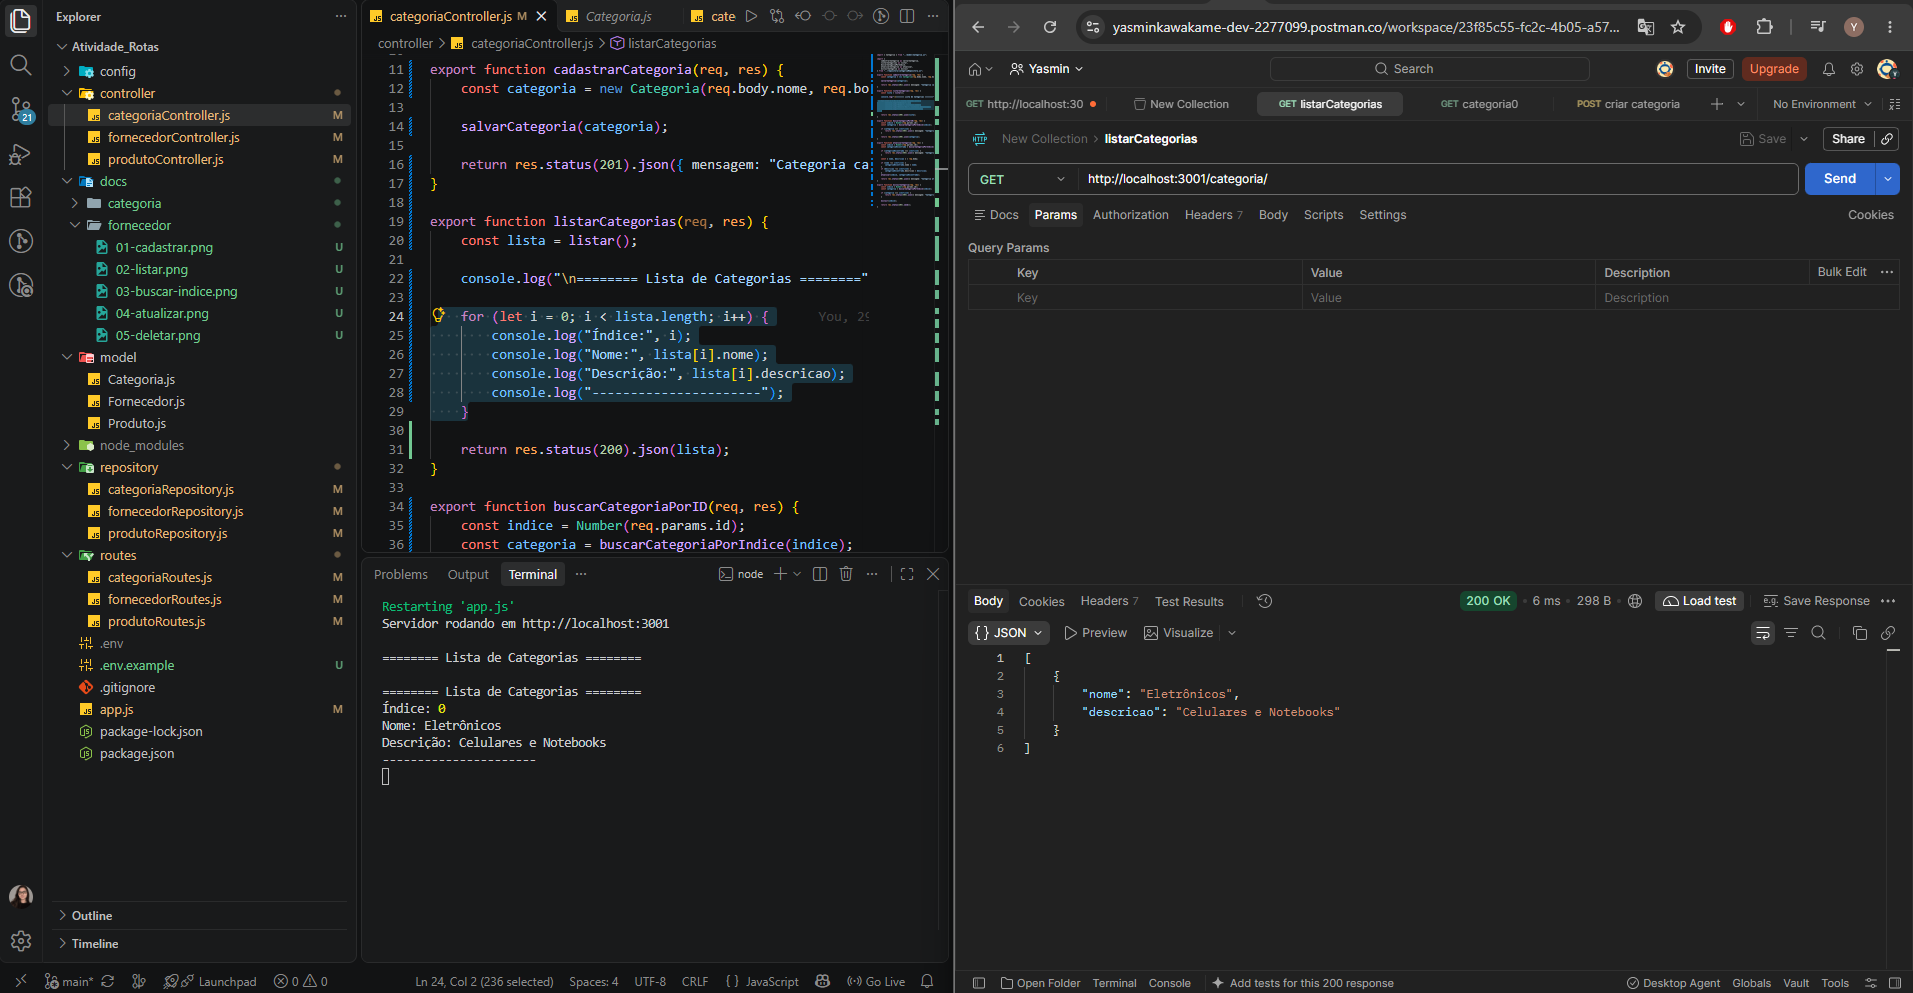 Explorer
Atividade_Rotas
config
controller
categoriaController.js M
fornecedorController.js M
produtoController.js M
docs
categoria
fornecedor
01-cadastrar.png U
02-listar.png U
03-buscar-indice.png U
04-atualizar.png U
05-deletar.png U
model
Categoria.js
Fornecedor.js
Produto.js
node_modules
repository
categoriaRepository.js M
fornecedorRepository.js M
produtoRepository.js M
routes
categoriaRoutes.js M
fornecedorRoutes.js M
produtoRoutes.js M
.env
.env.example U
.gitignore
app.js M
package-lock.json
package.json
Outline
Timeline
21
categoriaController.js M
Categoria.js
cate
controller > categoriaController.js > listarCategorias
11 export function cadastrarCategoria(req, res) {
12 const categoria = new Categoria(req.body.nome, req.bo
13
14 salvarCategoria(categoria);
15
16 return res.status(201).json({ mensagem: "Categoria ca
17 }
18
19 export function listarCategorias(req, res) {
20 const lista = listar();
21
22 console.log("\n======== Lista de Categorias ========"
23
24 for (let i = 0; i < lista.length; i++) { You, 29
25 console.log("Índice:", i);
26 console.log("Nome:", lista[i].nome);
27 console.log("Descrição:", lista[i].descricao);
28 console.log("----------------------");
29 }
30
31 return res.status(200).json(lista);
32 }
33
34 export function buscarCategoriaPorID(req, res) {
35 const indice = Number(req.params.id);
36 const categoria = buscarCategoriaPorIndice(indice);
Problems Output Terminal
node
Restarting 'app.js'
Servidor rodando em http://localhost:3001
======== Lista de Categorias ========
======== Lista de Categorias ========
Índice: 0
Nome: Eletrônicos
Descrição: Celulares e Notebooks
----------------------
main* Launchpad 0 0 Ln 24, Col 2 (236 selected) Spaces: 4 UTF-8 CRLF { } JavaScript Go Live
yasminkawakame-dev-2277099.postman.co/workspace/23f85c55-fc2c-4b05-a57...
Y
Yasmin Search Invite Upgrade
GET http://localhost:30 New Collection GET listarCategorias GET categoria0 POST criar categoria No Environment
HTTP New Collection > listarCategorias Save Share
GET http://localhost:3001/categoria/ Send
Docs Params Authorization Headers 7 Body Scripts Settings Cookies
Query Params
Key Value Description Bulk Edit
Key Value Description
Body Cookies Headers 7 Test Results 200 OK 6 ms 298 B Load test e.g. Save Response
{ } JSON Preview Visualize
1 [
2 {
3 "nome": "Eletrônicos",
4 "descricao": "Celulares e Notebooks"
5 }
6 ]
Open Folder Terminal Console Add tests for this 200 response Desktop Agent Globals Vault Tools